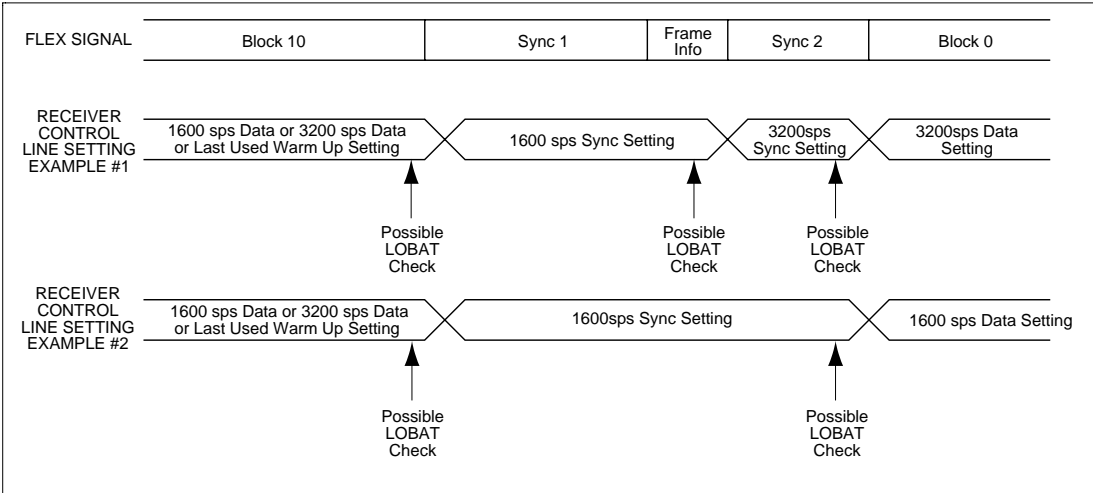 FLEX SIGNAL
Block 10
Sync 1
Frame
Info
Sync 2
Block 0
RECEIVER
CONTROL
LINE SETTING
EXAMPLE #1
1600 sps Data or 3200 sps Data
or Last Used Warm Up Setting
1600 sps Sync Setting
3200sps
Sync Setting
3200sps Data
Setting
Possible
LOBAT
Check
Possible
LOBAT
Check
Possible
LOBAT
Check
RECEIVER
CONTROL
LINE SETTING
EXAMPLE #2
1600 sps Data or 3200 sps Data
or Last Used Warm Up Setting
1600sps Sync Setting
1600 sps Data Setting
Possible
LOBAT
Check
Possible
LOBAT
Check